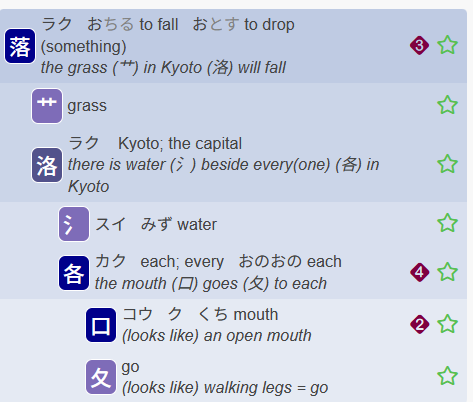 落 ラク おちる to fall おとす to drop
(something) 3
the grass (艹) in Kyoto (洛) will fall
艹 grass
洛 ラク Kyoto; the capital
there is water (氵) beside every(one) (各) in
Kyoto
氵 スイ みず water
各 カク each; every おのおの each 4
the mouth (口) goes (夂) to each
口 コウ ク くち mouth 2
(looks like) an open mouth
夂 go
(looks like) walking legs = go